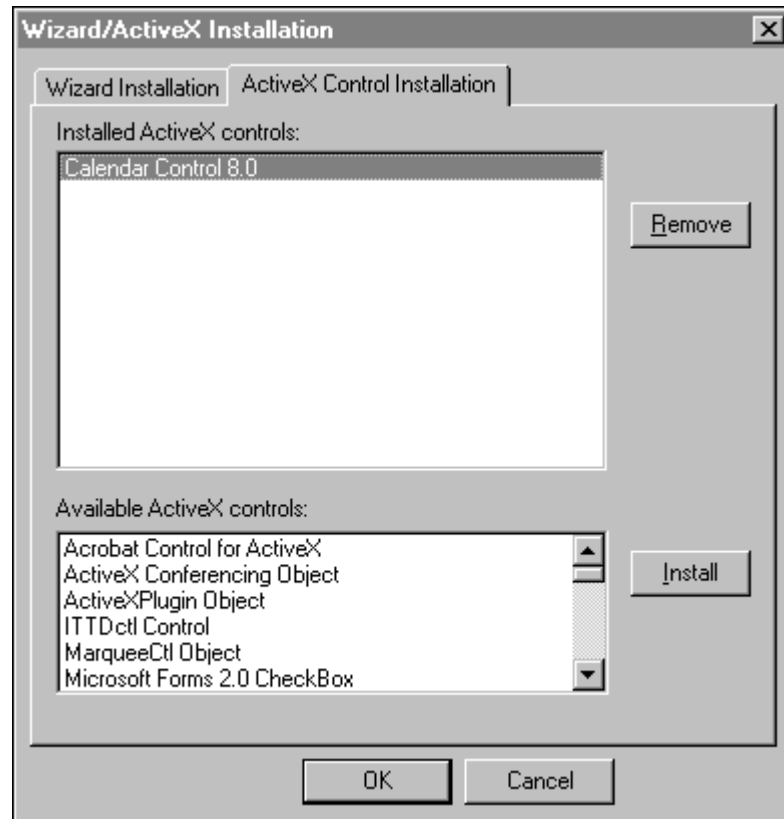 Wizard/ActiveX Installation
Wizard Installation
ActiveX Control Installation
Installed ActiveX controls:
Calendar Control 8.0
Remove
Available ActiveX controls:
Acrobat Control for ActiveX
ActiveX Conferencing Object
ActiveXPlugin Object
ITTDctl Control
MarqueeCtl Object
Microsoft Forms 2.0 CheckBox
Install
OK
Cancel